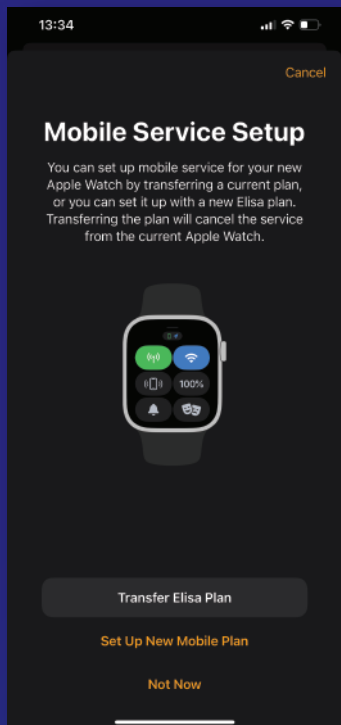 13:34
Cancel
Mobile Service Setup
You can set up mobile service for your new
Apple Watch by transferring a current plan,
or you can set it up with a new Elisa plan.
Transferring the plan will cancel the service
from the current Apple Watch.
100%
Transfer Elisa Plan
Set Up New Mobile Plan
Not Now